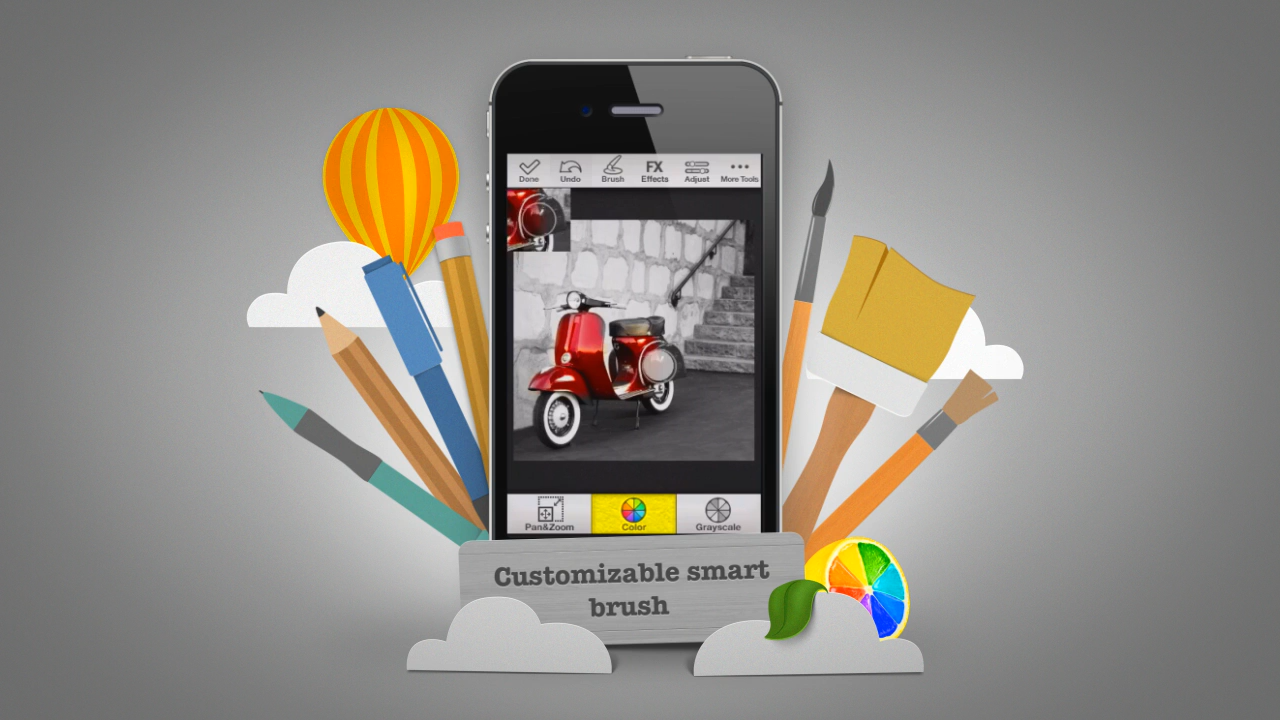 Done Undo Brush FX Effects Adjust More Tools
Pan&Zoom Color Grayscale
Customizable smart
brush